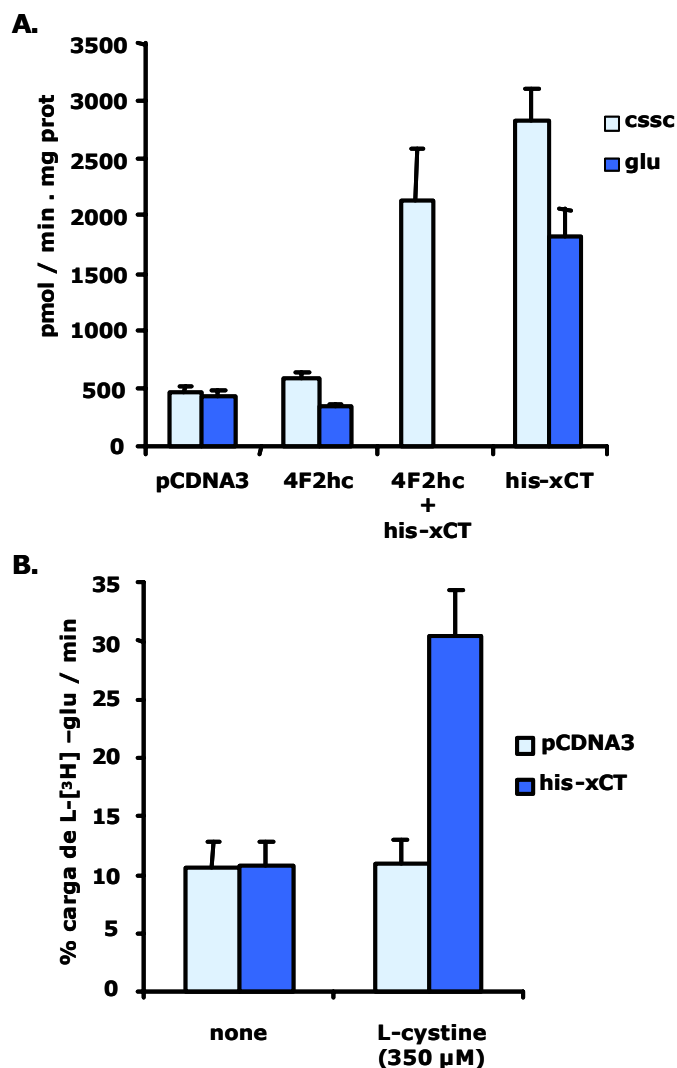 A.
3500
3000
2500
2000
1500
1000
500
0
pmol / min . mg prot
cssc
glu
pCDNA3
4F2hc
4F2hc
+
his-xCT
his-xCT
B.
35
30
25
20
15
10
5
0
% carga de L-[³H] –glu / min
pCDNA3
his-xCT
none
L-cystine
(350 µM)